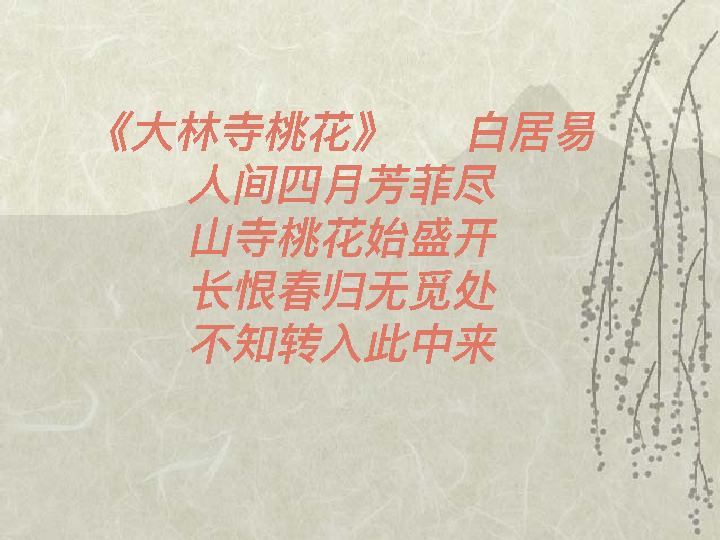 《大林寺桃花》 白居易
人间四月芳菲尽
山寺桃花始盛开
长恨春归无觅处
不知转入此中来